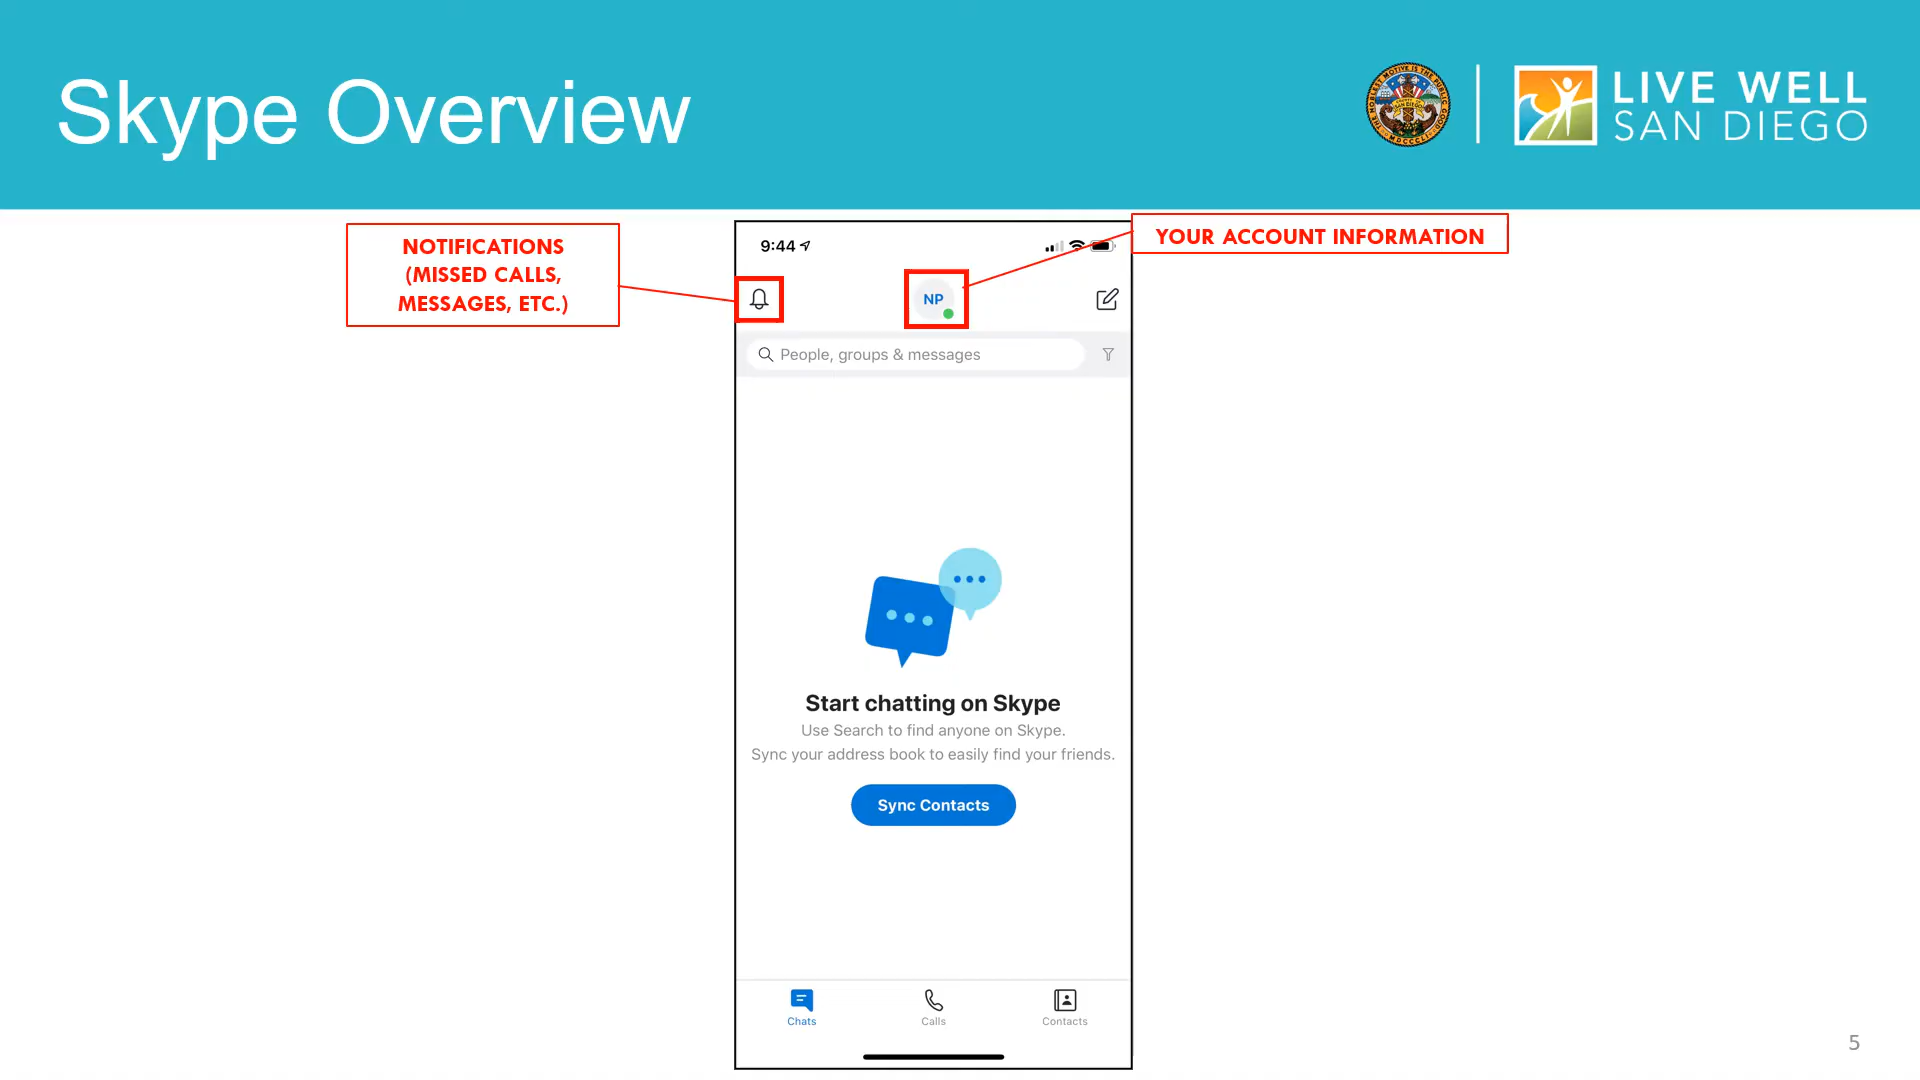 Skype Overview
LIVE WELL
SAN DIEGO
NOTIFICATIONS
(MISSED CALLS,
MESSAGES, ETC.)
YOUR ACCOUNT INFORMATION
9:44
NP
People, groups & messages
Start chatting on Skype
Use Search to find anyone on Skype.
Sync your address book to easily find your friends.
Sync Contacts
Chats
Calls
Contacts
5